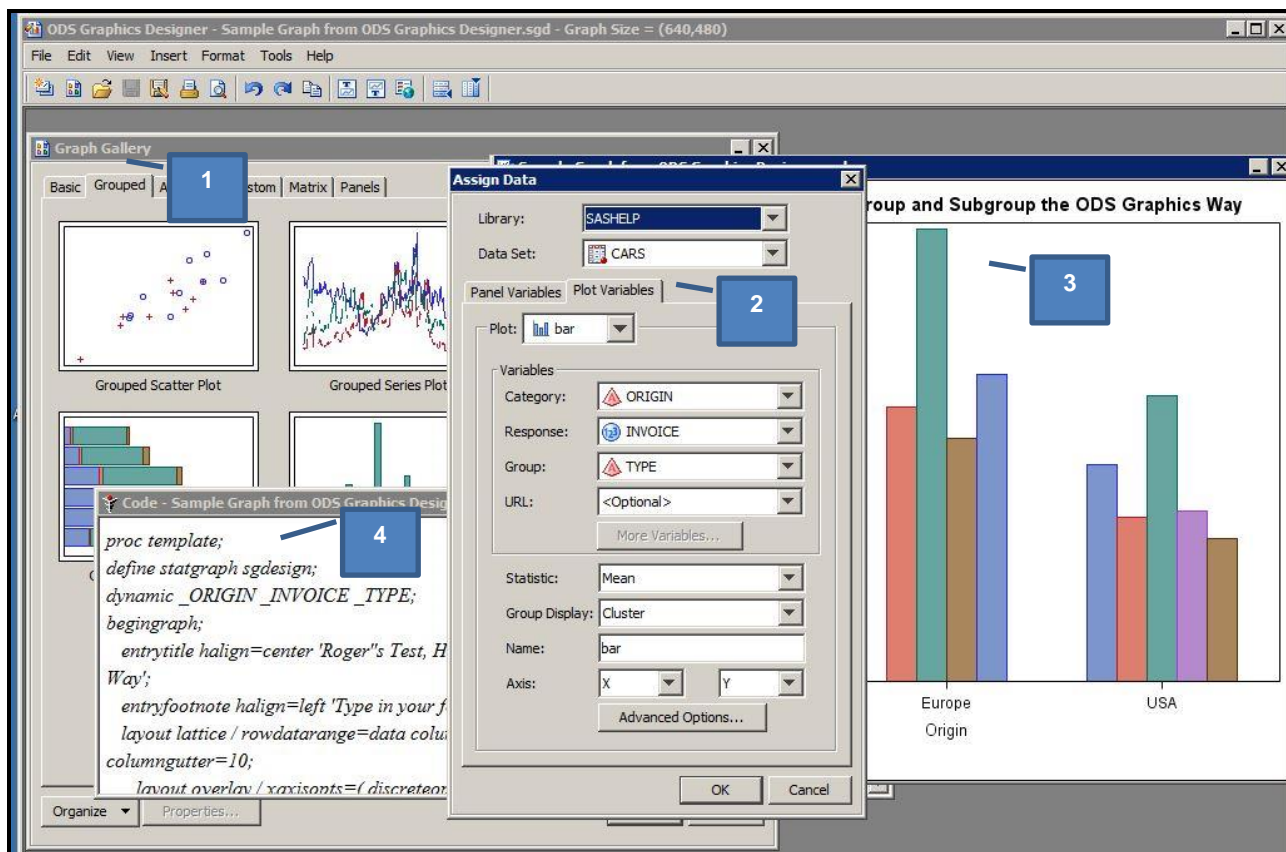 ODS Graphics Designer - Sample Graph from ODS Graphics Designer.sgd - Graph Size = (640,480)
File Edit View Insert Format Tools Help
Graph Gallery
1
Basic Grouped A stom Matrix Panels
Grouped Scatter Plot
Grouped Series Plot
Assign Data
Library: SASHELP
Data Set: CARS
Panel Variables Plot Variables
2
Plot: bar
Variables
Category: ORIGIN
Response: 123 INVOICE
Group: TYPE
URL: <Optional>
More Variables...
Statistic: Mean
Group Display: Cluster
Name: bar
Axis: X Y
Advanced Options...
OK Cancel
roup and Subgroup the ODS Graphics Way
3
Europe USA
Origin
Code - Sample Graph from ODS Graphics Desig
4
proc template;
define statgraph sgdesign;
dynamic _ORIGIN _INVOICE _TYPE;
begingraph;
entrytitle halign=center 'Roger''s Test, H
Way';
entryfootnote halign=left 'Type in your f
layout lattice / rowdatarange=data colu
columngutter=10;
layout overlay / xaxisopts=( discreteo
Organize Properties...